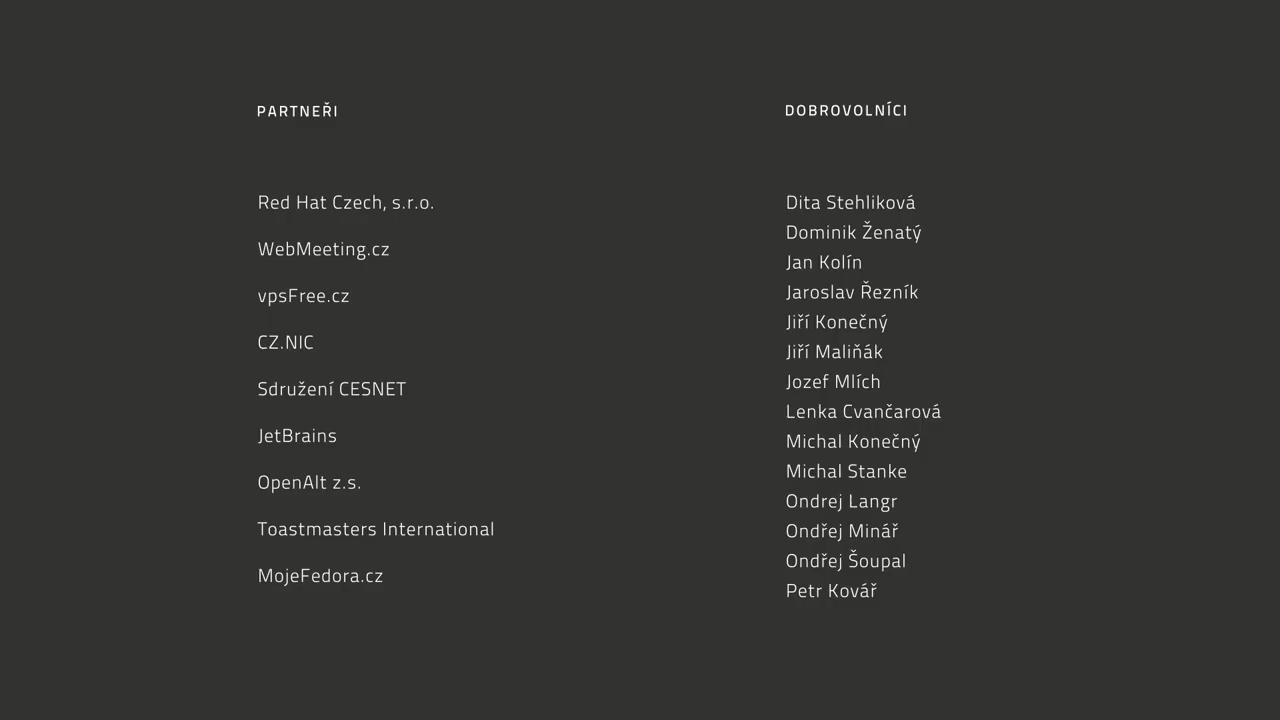 PARTNEŘI
Red Hat Czech, s.r.o.
WebMeeting.cz
vpsFree.cz
CZ.NIC
Sdružení CESNET
JetBrains
OpenAlt z.s.
Toastmasters International
MojeFedora.cz
DOBROVOLNÍCI
Dita Stehliková
Dominik Ženatý
Jan Kolín
Jaroslav Řezník
Jiří Konečný
Jiří Maliňák
Jozef Mlích
Lenka Cvančarová
Michal Konečný
Michal Stanke
Ondrej Langr
Ondřej Minář
Ondřej Šoupal
Petr Kovář